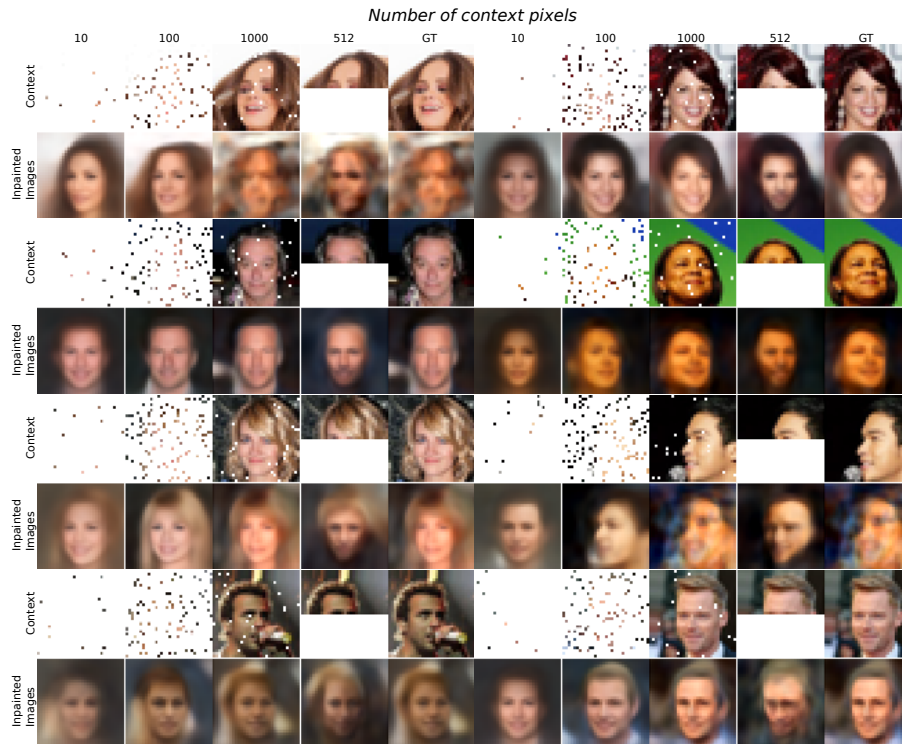 Number of context pixels
10 100 1000 512 GT 10 100 1000 512 GT
Context
Inpainted
Images
Context
Inpainted
Images
Context
Inpainted
Images
Context
Inpainted
Images